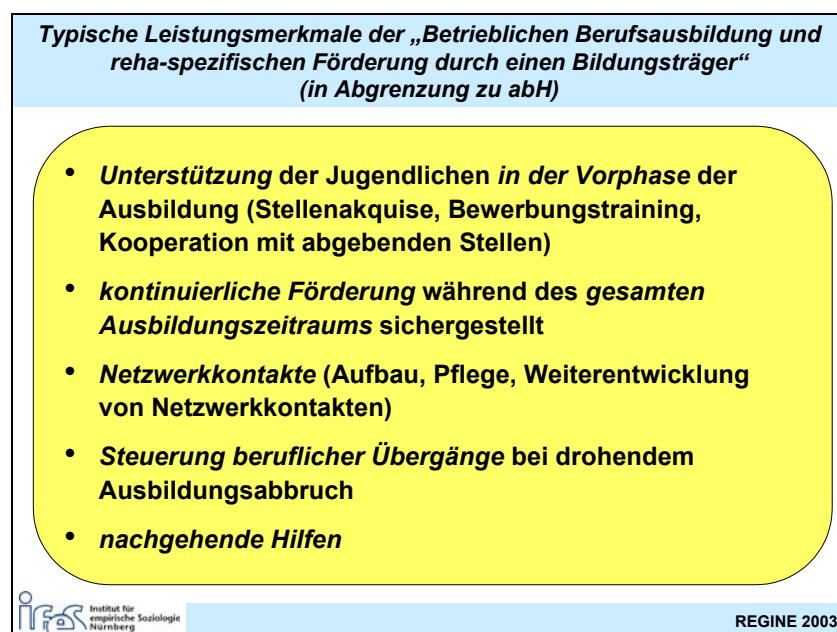 Typische Leistungsmerkmale der „Betrieblichen Berufsausbildung und
reha-spezifischen Förderung durch einen Bildungsträger“
(in Abgrenzung zu abH)
• Unterstützung der Jugendlichen in der Vorphase der
Ausbildung (Stellenakquise, Bewerbungstraining,
Kooperation mit abgebenden Stellen)
• kontinuierliche Förderung während des gesamten
Ausbildungszeitraums sichergestellt
• Netzwerkkontakte (Aufbau, Pflege, Weiterentwicklung
von Netzwerkkontakten)
• Steuerung beruflicher Übergänge bei drohendem
Ausbildungsabbruch
• nachgehende Hilfen
ifes
Institut für
empirische Soziologie
Nürnberg
REGINE 2003